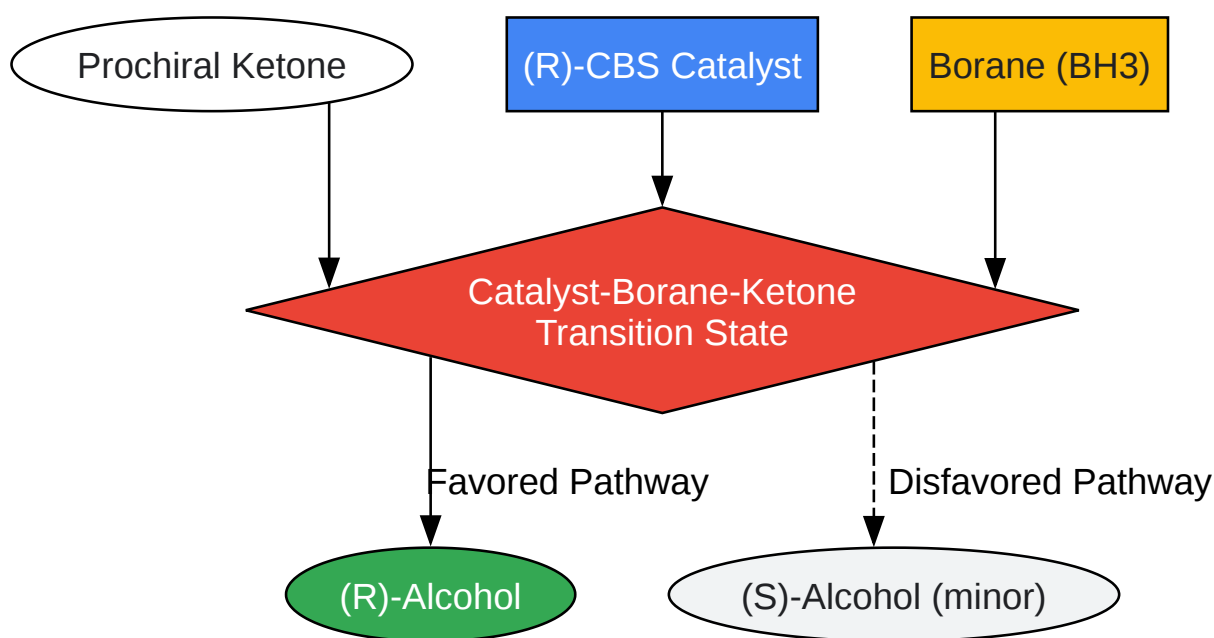 Prochiral Ketone
(R)-CBS Catalyst
Borane (BH3)
Catalyst-Borane-Ketone
Transition State
Favored Pathway
Disfavored Pathway
(R)-Alcohol
(S)-Alcohol (minor)